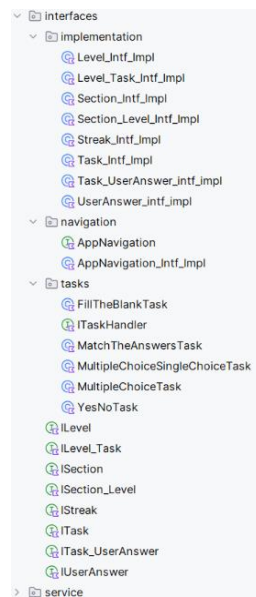 interfaces
implementation
Level_Intf_Impl
Level_Task_Intf_Impl
Section_Intf_Impl
Section_Level_Intf_Impl
Streak_Intf_Impl
Task_Intf_Impl
Task_UserAnswer_intf_impl
UserAnswer_intf_impl
navigation
AppNavigation
AppNavigation_Intf_Impl
tasks
FillTheBlankTask
ITaskHandler
MatchTheAnswersTask
MultipleChoiceSingleChoiceTask
MultipleChoiceTask
YesNoTask
ILevel
ILevel_Task
ISection
ISection_Level
IStreak
ITask
ITask_UserAnswer
IUserAnswer
service